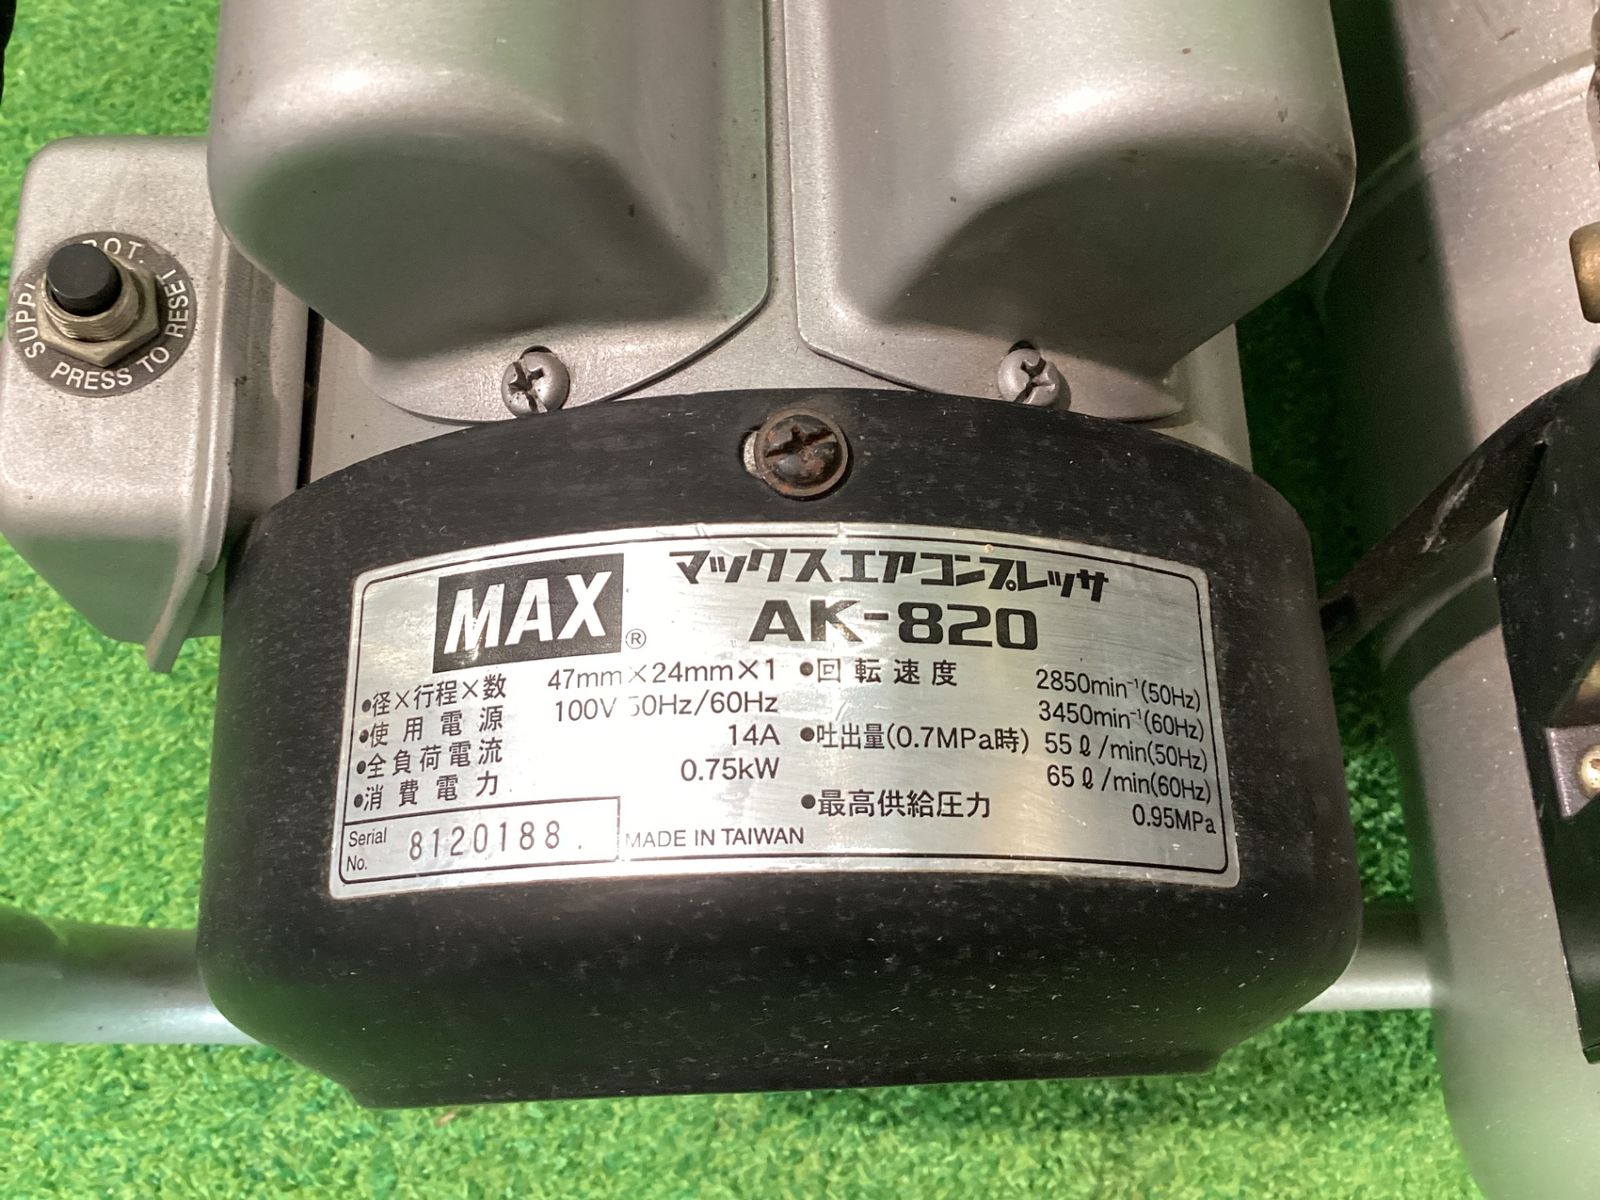 PRESS TO RESET
MAX ®
マックスエアコンプレッサ
AK-820
●径×行程×数 47mm×24mm×1
●使用電源 100V 50Hz/60Hz
●全負荷電流 14A
●消費電力 0.75kW
●回転速度 2850min⁻¹(50Hz)
3450min⁻¹(60Hz)
●吐出量(0.7MPa時) 55ℓ/min(50Hz)
65ℓ/min(60Hz)
●最高供給圧力 0.95MPa
Serial No. 8120188.
MADE IN TAIWAN